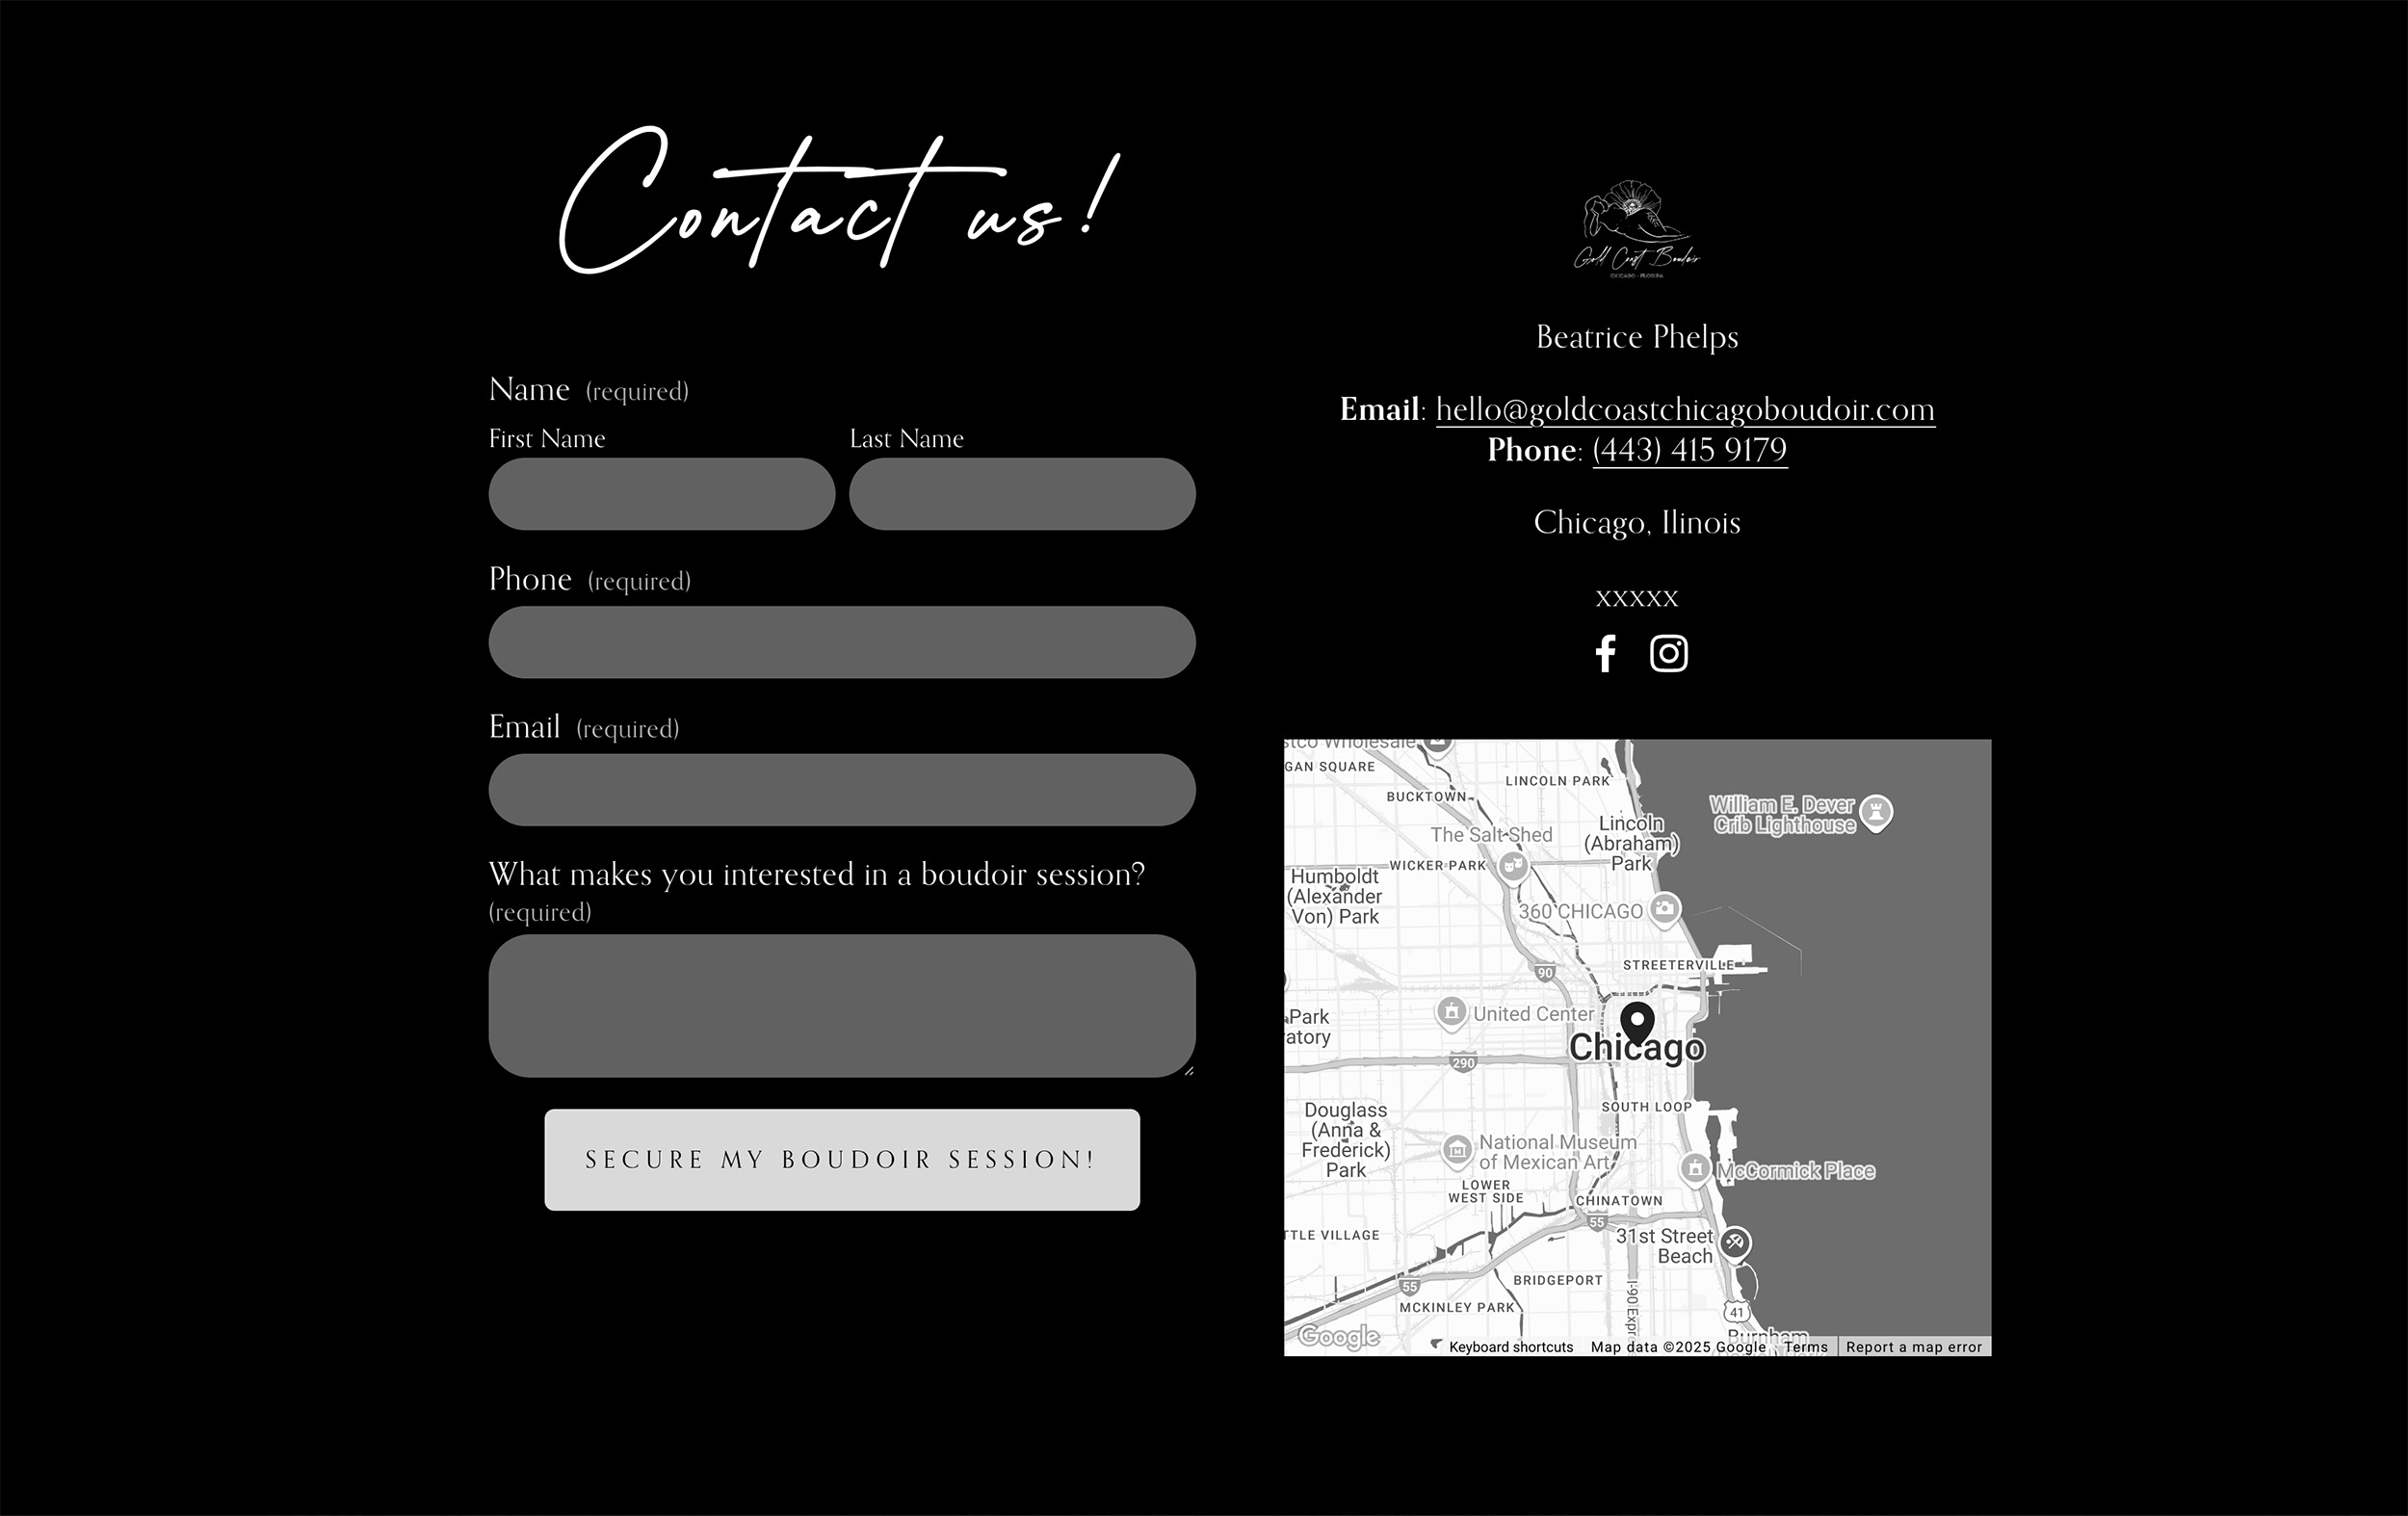 Contact us!
Name (required)
First Name
Last Name
Phone (required)
Email (required)
What makes you interested in a boudoir session?
(required)
SECURE MY BOUDOIR SESSION!
Gold Coast Boudoir
CHICAGO - FLORIDA
Beatrice Phelps
Email: hello@goldcoastchicagoboudoir.com
Phone: (443) 415 9179
Chicago, Ilinois
xxxxx
stco Wholesale
GAN SQUARE
LINCOLN PARK
BUCKTOWN
William E. Dever
Crib Lighthouse
The Salt Shed
Lincoln
(Abraham)
Park
WICKER PARK
Humboldt
(Alexander
Von) Park
360 CHICAGO
STREETERVILLE
90
United Center
Park
ratory
Chicago
290
SOUTH LOOP
Douglass
(Anna &
Frederick)
Park
National Museum
of Mexican Art
McCormick Place
LOWER
WEST SIDE
CHINATOWN
55
TTLE VILLAGE
31st Street
Beach
BRIDGEPORT
55
MCKINLEY PARK
I-90 Expre
41
Burnham
Google
Keyboard shortcuts
Map data ©2025 Google
Terms
Report a map error